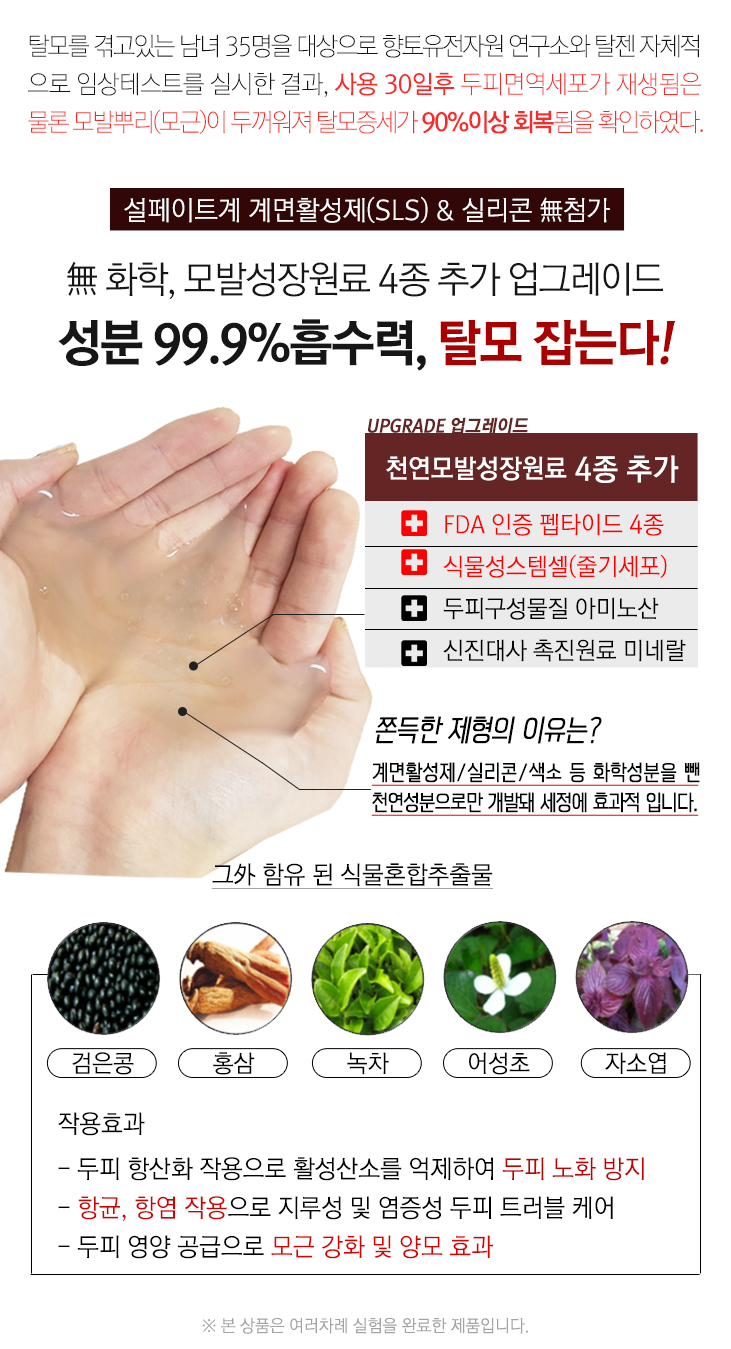 탈모를 겪고있는 남녀 35명을 대상으로 향토유전자원 연구소와 탈젠 자체적
으로 임상테스트를 실시한 결과, 사용 30일후 두피면역세포가 재생됨은
물론 모발뿌리(모근)이 두꺼워져 탈모증세가 90%이상 회복됨을 확인하였다.
설페이트계 계면활성제(SLS) & 실리콘 無첨가
無 화학, 모발성장원료 4종 추가 업그레이드
성분 99.9%흡수력, 탈모 잡는다!
UPGRADE 업그레이드
천연모발성장원료 4종 추가
FDA 인증 펩타이드 4종
식물성스템셀(줄기세포)
두피구성물질 아미노산
신진대사 촉진원료 미네랄
쫀득한 제형의 이유는?
계면활성제/실리콘/색소 등 화학성분을 뺀
천연성분으로만 개발돼 세정에 효과적 입니다.
그外 함유 된 식물혼합추출물
검은콩
홍삼
녹차
어성초
자소엽
작용효과
- 두피 항산화 작용으로 활성산소를 억제하여 두피 노화 방지
- 항균, 항염 작용으로 지루성 및 염증성 두피 트러블 케어
- 두피 영양 공급으로 모근 강화 및 양모 효과
※ 본 상품은 여러차례 실험을 완료한 제품입니다.